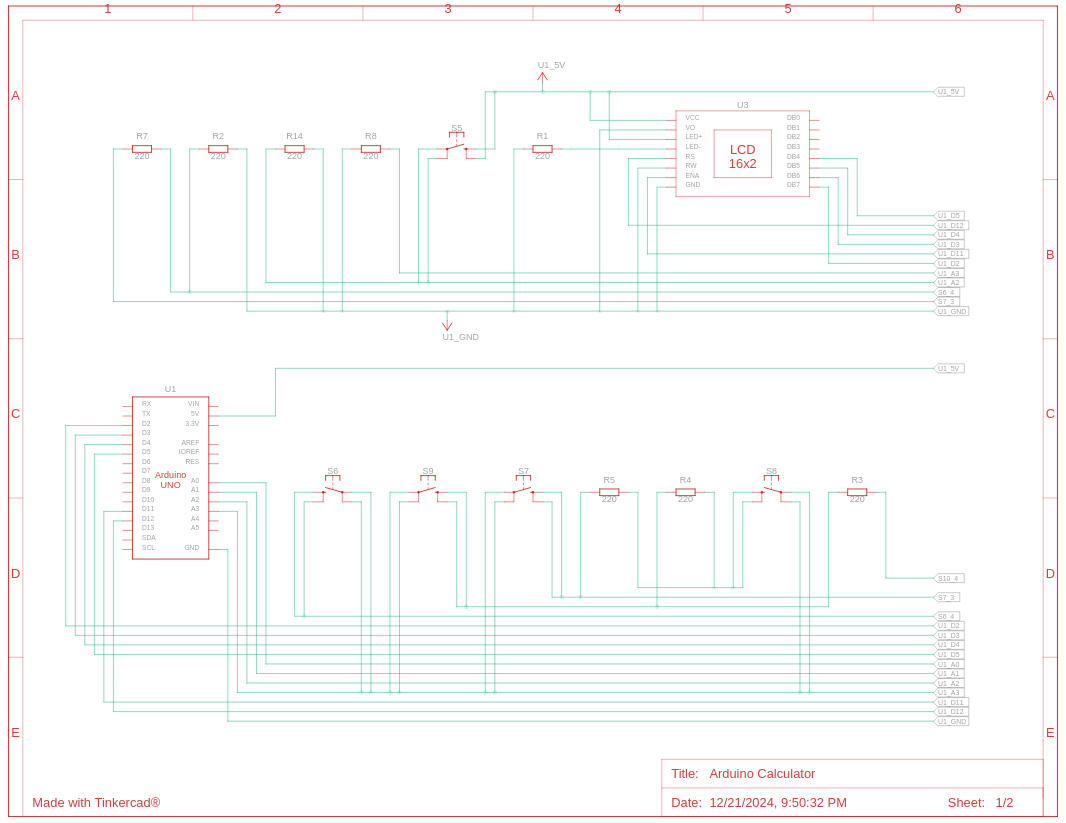 1 2 3 4 5 6
U1_5V
A A
U1_5V
U3
S5
R7 R2 R14 R8 R1
220 220 220 220 220
VCC DB0
VO DB1
LED+ DB2
LED- DB3
RS DB4
RW DB5
ENA DB6
GND DB7
LCD
16x2
U1_D5
U1_D12
U1_D4
U1_D3
B B
U1_D11
U1_D2
U1_A3
U1_A2
S6_4
S7_3
U1_GND
U1_GND
U1_5V
U1
C C
RX VIN
TX 5V
D2 3.3V
D3
D4 AREF
D5 IOREF
D6 RES
D7
D8 A0
D9 A1
D10 A2
D11 A3
D12 A4
D13 A5
SDA
SCL GND
Arduino
UNO
S6 S9 S7 S8
R5 R4 R3
220 220 220
D D
S10_4
S7_3
S6_4
U1_D2
U1_D3
U1_D4
U1_D5
U1_A0
U1_A1
U1_A2
U1_A3
U1_D11
U1_D12
U1_GND
E E
Title: Arduino Calculator
Made with Tinkercad®
Date: 12/21/2024, 9:50:32 PM Sheet: 1/2